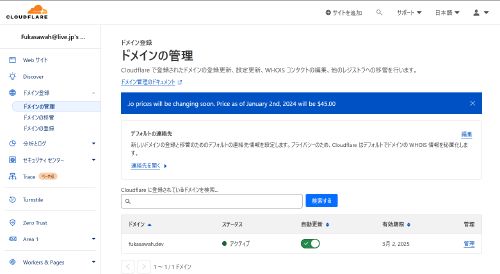 CLOUDFLARE
サイトを追加
サポート
日本語
Fukasawah@live.jp's ...
Web サイト
Discover
ドメイン登録
ドメインの管理
ドメインの移管
ドメインの登録
分析とログ
セキュリティ センター
Trace ベータ版
Turnstile
Zero Trust
Area 1
Workers & Pages
ドメイン登録
ドメインの管理
Cloudflare で登録されたドメインの登録更新、設定更新、WHOIS コンタクトの編集、他のレジストラへの移管を行います。
ドメイン管理のドキュメント
.io prices will be changing soon. Price as of January 2nd, 2024 will be $45.00
デフォルトの連絡先
編集
新しいドメインの登録と移管のためのデフォルトの連絡先情報を設定します。プライバシーのため、Cloudflare はデフォルトでドメインの WHOIS 情報を秘匿化します。
連絡先を開く
Cloudflare に登録されているドメインを検索...
検索する
ドメイン ステータス 自動更新 有効期限 管理
fukasawah.dev アクティブ 5月 2, 2025 管理
1 ～ 1 / 1 ドメイン